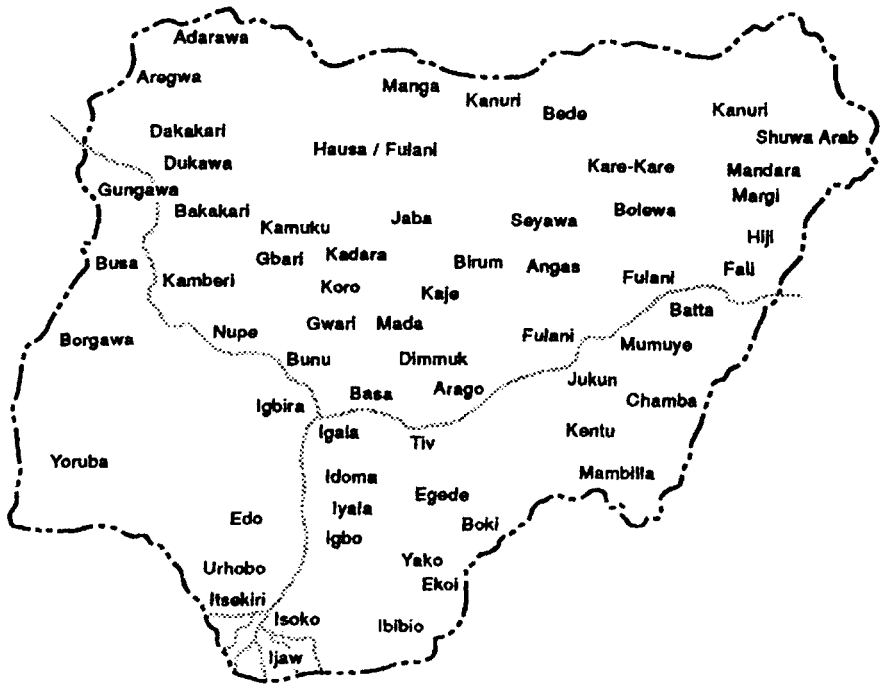 Adarawa
Aregwa
Manga
Kanuri
Bede
Kanuri
Shuwa Arab
Dakakari
Hausa / Fulani
Dukawa
Kare-Kare
Mandara
Gungawa
Margi
Bakakari
Jaba
Seyawa
Bolewa
Kamuku
Hiji
Gbari
Kadara
Birum
Angas
Fali
Busa
Kamberi
Koro
Kaje
Fulani
Batta
Gwari
Mada
Nupe
Fulani
Mumuye
Borgawa
Bunu
Dimmuk
Jukun
Basa
Arago
Chamba
Igbira
Igala
Tiv
Kentu
Yoruba
Mambilla
Idoma
Egede
Iyala
Edo
Boki
Igbo
Urhobo
Yako
Ekoi
Itsekiri
Isoko
Ibibio
Ijaw